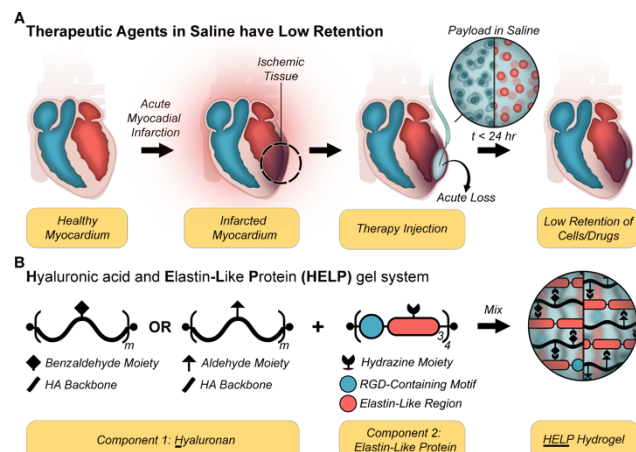 A
Therapeutic Agents in Saline have Low Retention
Payload in Saline
Ischemic
Tissue
Acute
Myocadial
Infarction
t < 24 hr
Acute Loss
Healthy
Myocardium
Infarcted
Myocardium
Therapy Injection
Low Retention of
Cells/Drugs
B
Hyaluronic acid and Elastin-Like Protein (HELP) gel system
m
OR
m
+
3
4
Mix
Benzaldehyde Moiety
HA Backbone
Aldehyde Moiety
HA Backbone
Hydrazine Moiety
RGD-Containing Motif
Elastin-Like Region
Component 1: Hyaluronan
Component 2:
Elastin-Like Protein
HELP Hydrogel